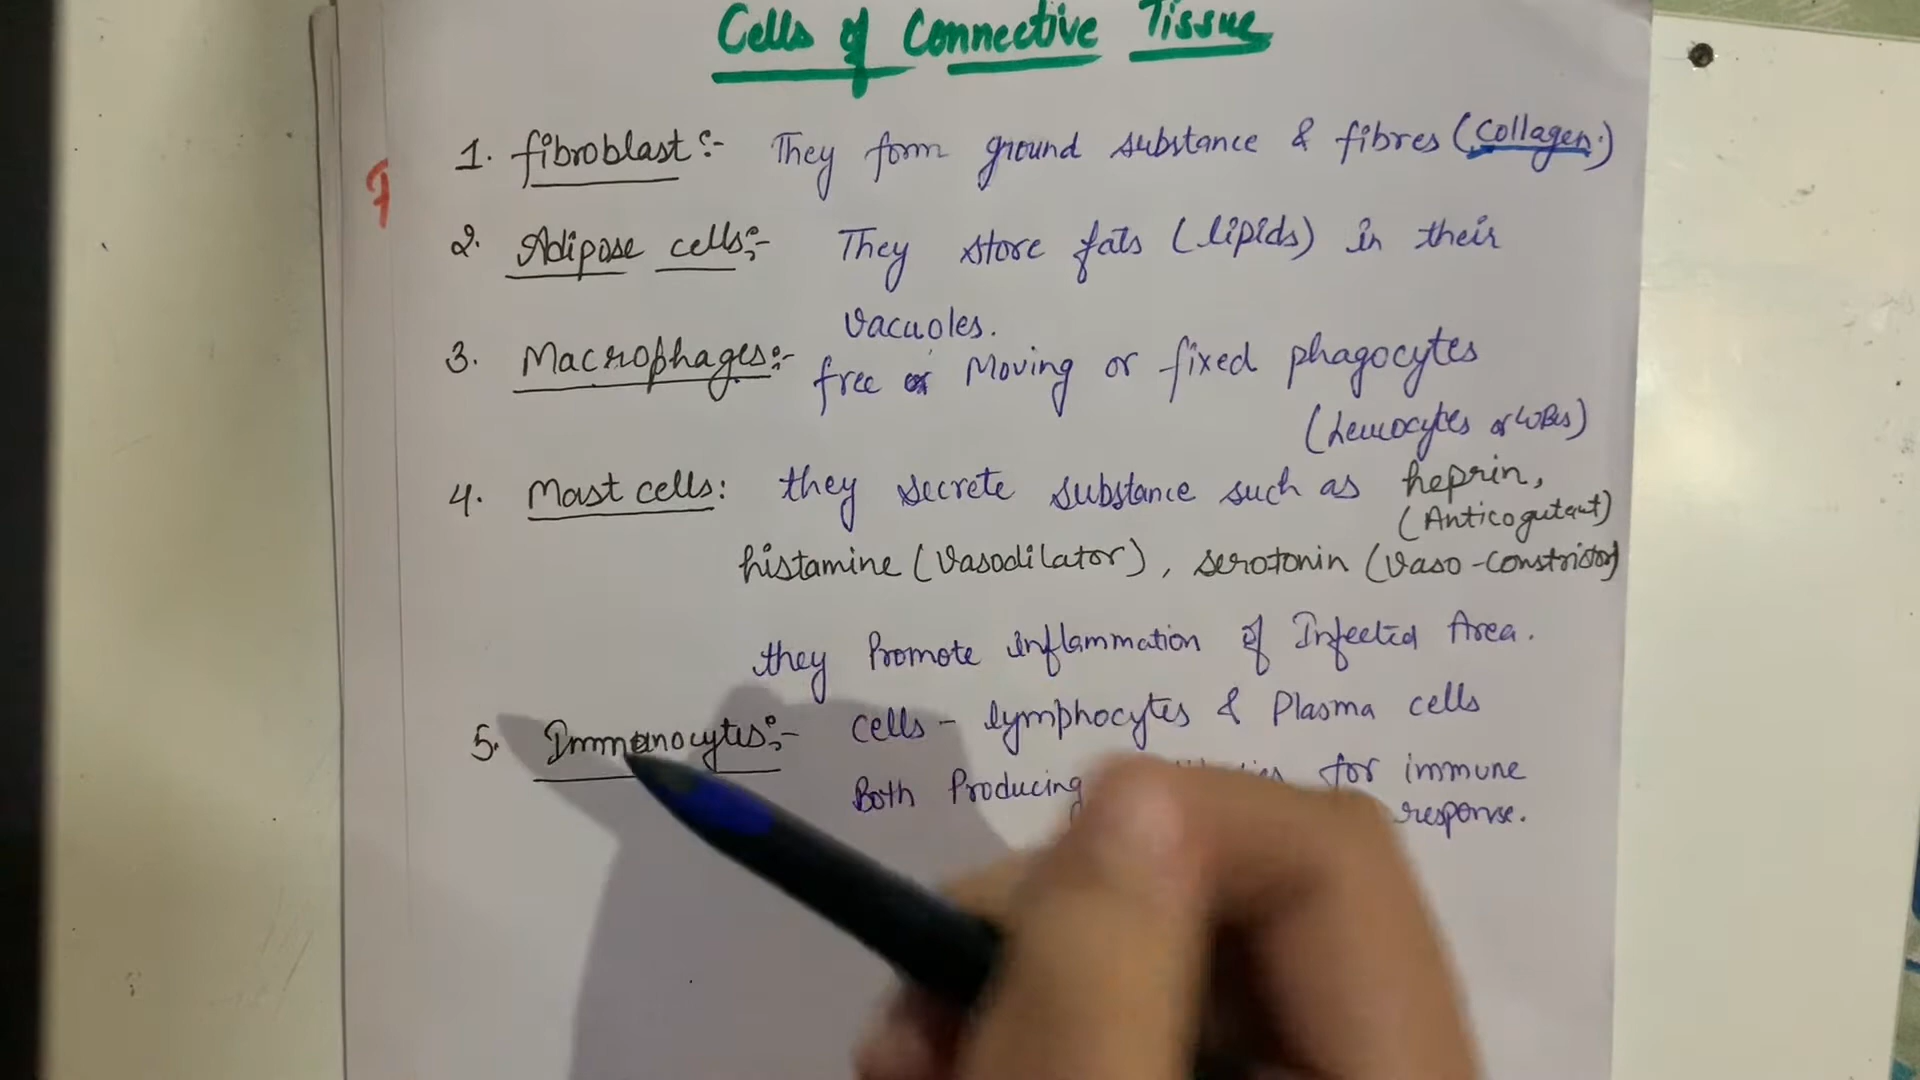 Cells of Connective Tissue
1. fibroblast :- They form ground substance & fibres (collagen.)
2. Adipose cells:- They store fats (lipids) in their
vacuoles.
3. Macrophages:- free or Moving or fixed phagocytes
(Leucocytes or WBCs)
4. Mast cells: they secrete substance such as heprin,
(Anticogutant)
histamine (Vasodilator), serotonin (Vaso-constrictor)
they Promote inflammation of Infected Area.
5. Immunocytes:- cells - lymphocytes & Plasma cells
Both Producing for immune
response.